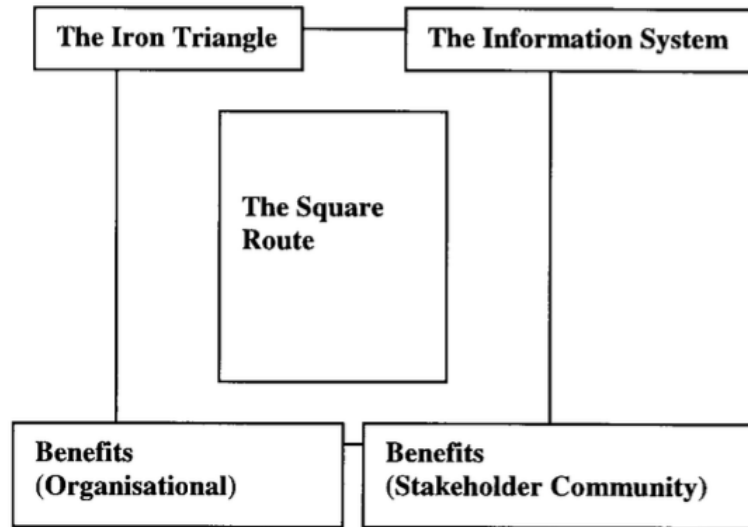 The Iron Triangle
The Information System
The Square
Route
Benefits
(Organisational)
Benefits
(Stakeholder Community)